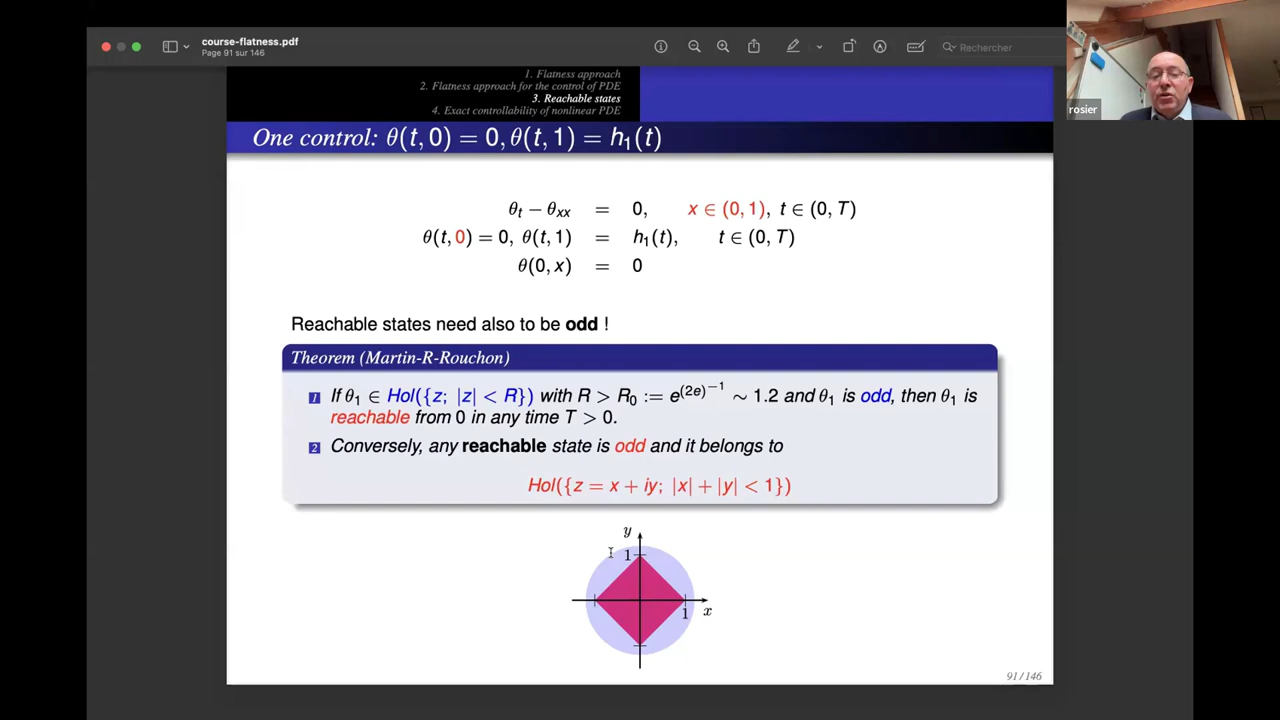 course-flatness.pdf
Page 91 sur 146
Rechercher
rosier
1. Flatness approach
2. Flatness approach for the control of PDE
3. Reachable states
4. Exact controllability of nonlinear PDE
One control: θ(t, 0) = 0, θ(t, 1) = h₁(t)
θₜ − θₓₓ = 0, x ∈ (0, 1), t ∈ (0, T)
θ(t, 0) = 0, θ(t, 1) = h₁(t), t ∈ (0, T)
θ(0, x) = 0
Reachable states need also to be odd !
Theorem (Martin-R-Rouchon)
1 If θ₁ ∈ Hol({z; |z| < R}) with R > R₀ := e^{(2e)^{−1}} ∼ 1.2 and θ₁ is odd, then θ₁ is
reachable from 0 in any time T > 0.
2 Conversely, any reachable state is odd and it belongs to
Hol({z = x + iy; |x| + |y| < 1})
y
1
1
x
91 / 146